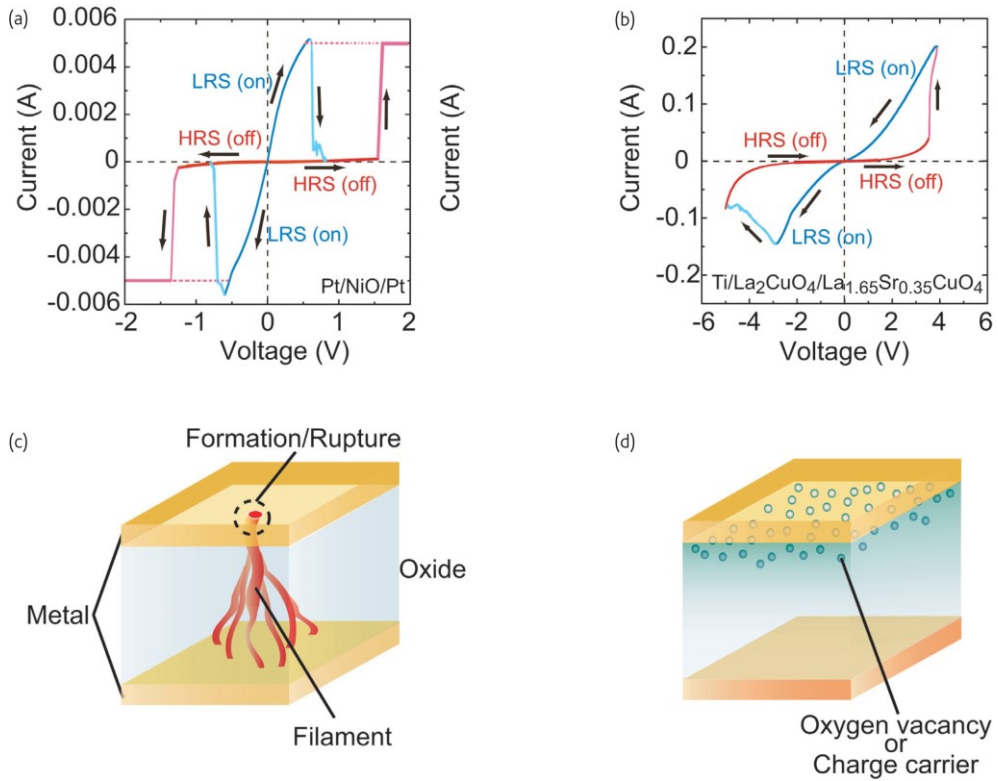 (a)
0.006
0.004
0.002
0
-0.002
-0.004
-0.006
Current (A)
LRS (on)
HRS (off)
HRS (off)
LRS (on)
Pt/NiO/Pt
-2
-1
0
1
2
Voltage (V)
(b)
0.2
0.1
0
-0.1
-0.2
Current (A)
LRS (on)
HRS (off)
HRS (off)
LRS (on)
Ti/La2CuO4/La1.65Sr0.35CuO4
-6
-4
-2
0
2
4
6
Voltage (V)
(c)
Formation/Rupture
Oxide
Metal
Filament
(d)
Oxygen vacancy
or
Charge carrier